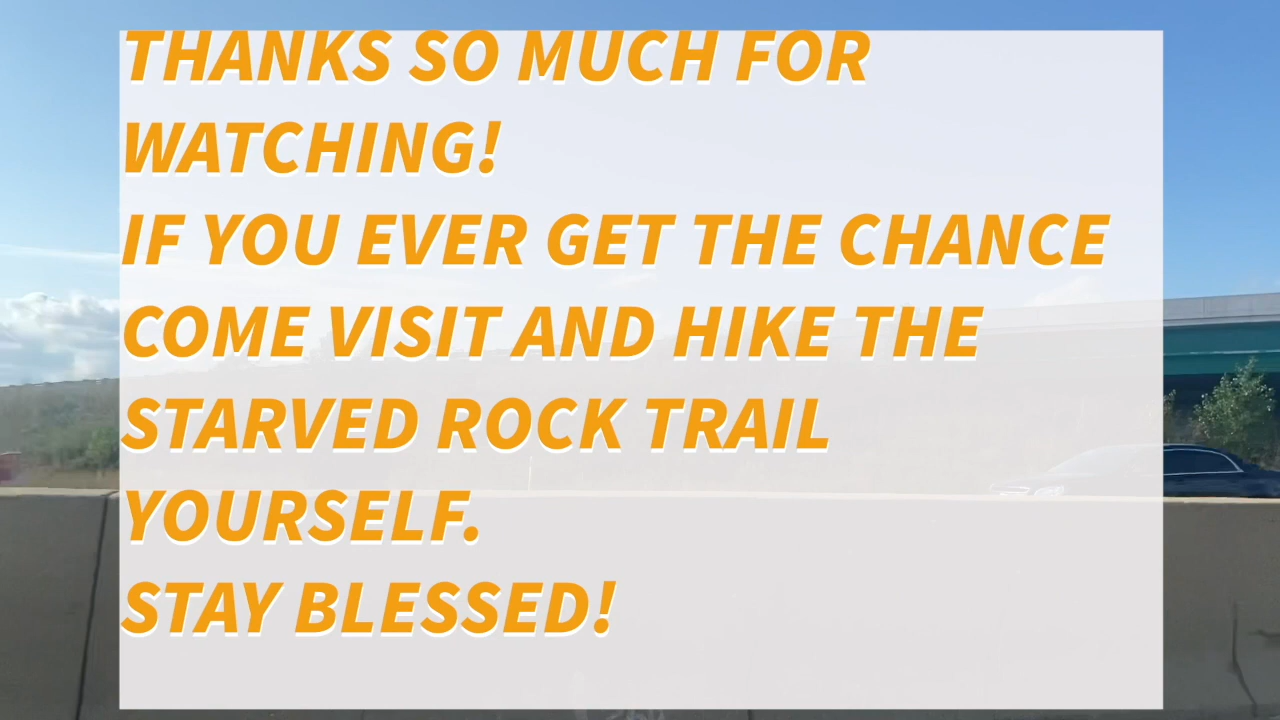 THANKS SO MUCH FOR
WATCHING!
IF YOU EVER GET THE CHANCE
COME VISIT AND HIKE THE
STARVED ROCK TRAIL
YOURSELF.
STAY BLESSED!